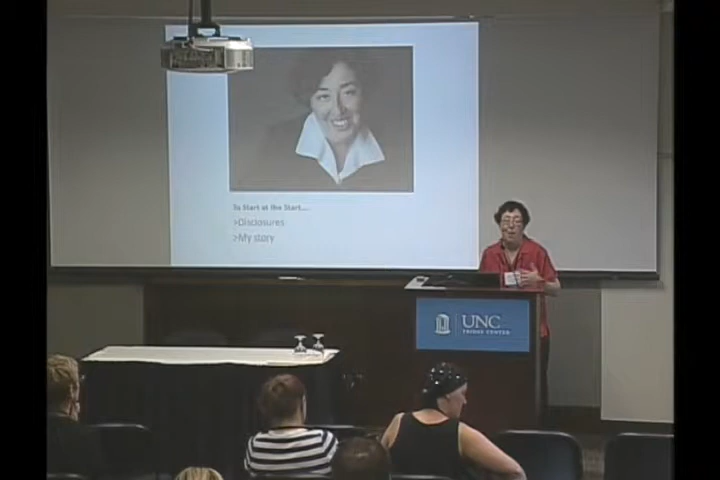 To Start at the Start...
>Disclosures
>My story
UNC
FRIDAY CENTER